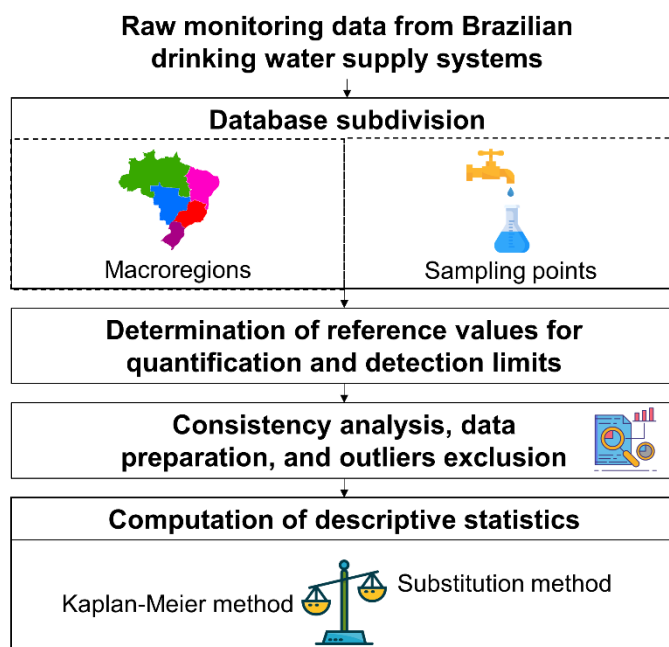 Raw monitoring data from Brazilian
drinking water supply systems
Database subdivision
Macroregions
Sampling points
Determination of reference values for
quantification and detection limits
Consistency analysis, data
preparation, and outliers exclusion
Computation of descriptive statistics
Kaplan-Meier method
Substitution method